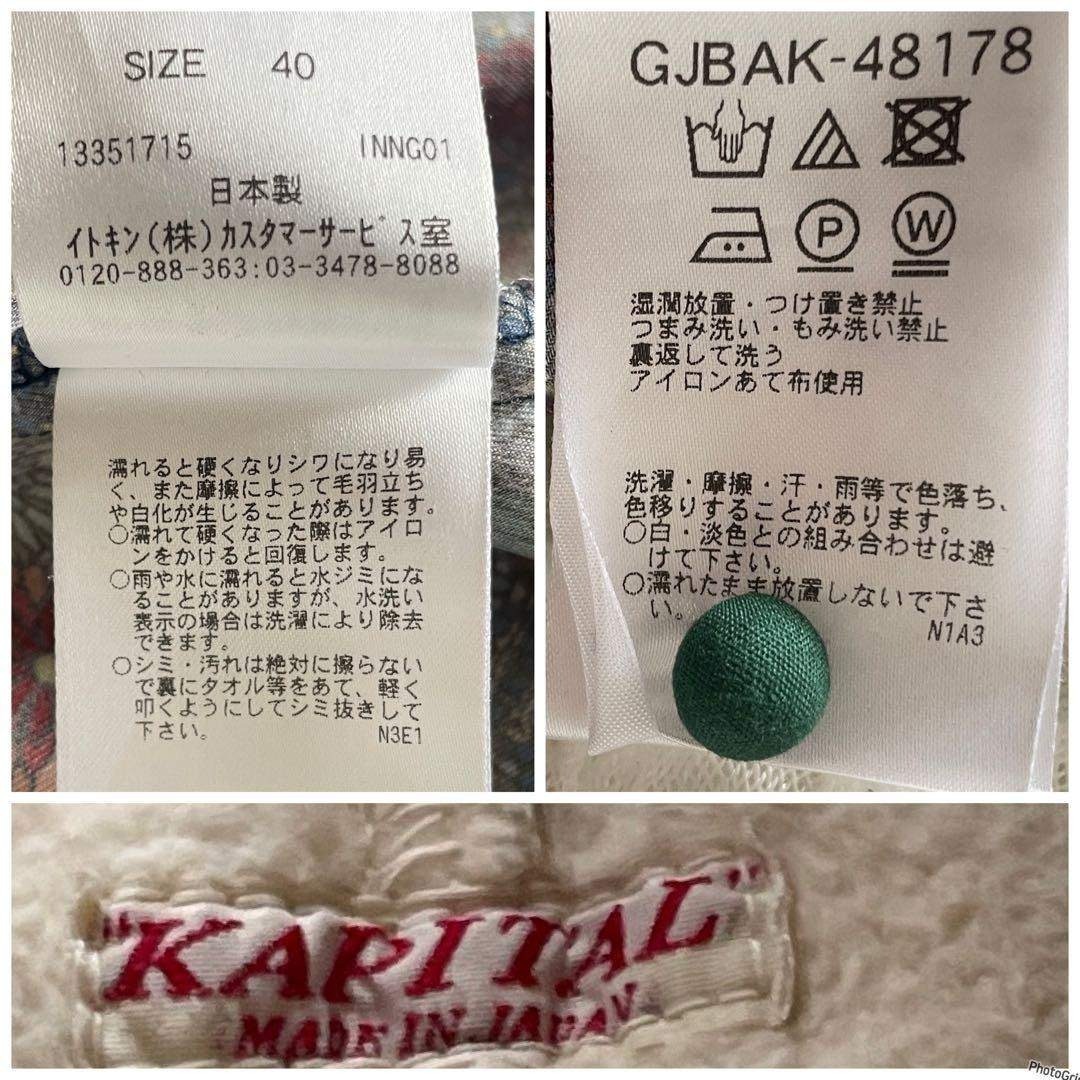 SIZE 40
13351715 INNG01
日本製
イトキン(株)カスタマーサービス室
0120-888-363:03-3478-8088
濡れると硬くなりシワになり易
く、また摩擦によって毛羽立ち
や白化が生じることがあります。
○濡れて硬くなった際はアイロ
ンをかけると回復します。
○雨や水に濡れると水ジミにな
ることがありますが、水洗い
表示の場合は洗濯により除去
できます。
○シミ・汚れは絶対に擦らない
で裏にタオル等をあて、軽く
叩くようにしてシミ抜きして
下さい。
N3E1
GJBAK-48178
P W
湿潤放置・つけ置き禁止
つまみ洗い・もみ洗い禁止
裏返して洗う
アイロンあて布使用
洗濯・摩擦・汗・雨等で色落ち、
色移りすることがあります。
○白・淡色との組み合わせは避
けて下さい。
○濡れたまま放置しないで下さ
い。
N1A3
"KAPITAL"
MADE IN JAPAN
PhotoGri